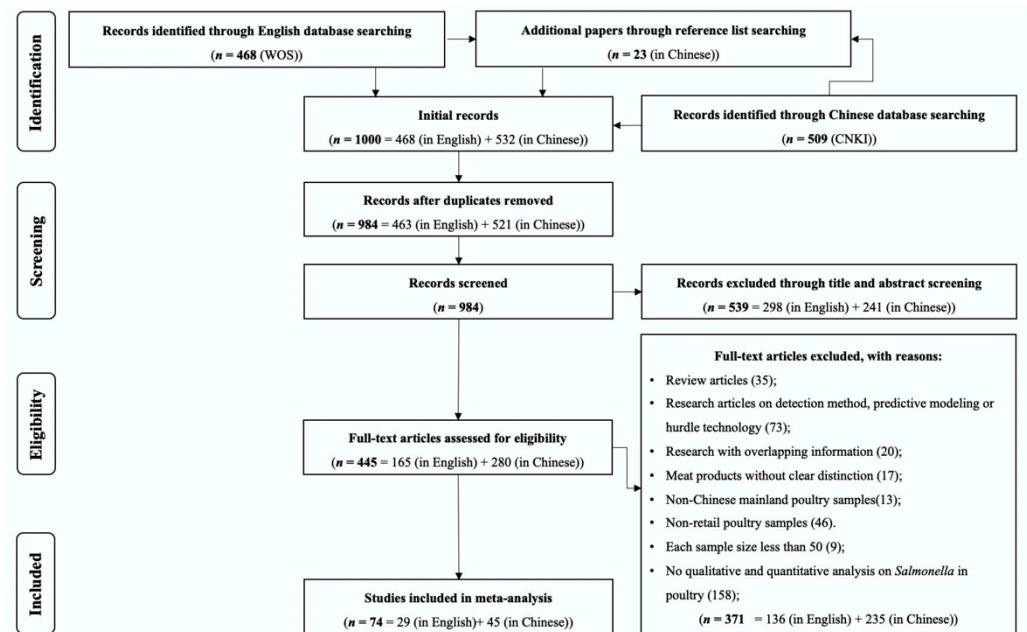 Identification
Records identified through English database searching
(n = 468 (WOS))
Additional papers through reference list searching
(n = 23 (in Chinese))
Initial records
(n = 1000 = 468 (in English) + 532 (in Chinese))
Records identified through Chinese database searching
(n = 509 (CNKI))
Screening
Records after duplicates removed
(n = 984 = 463 (in English) + 521 (in Chinese))
Records screened
(n = 984)
Records excluded through title and abstract screening
(n = 539 = 298 (in English) + 241 (in Chinese))
Eligibility
Full-text articles assessed for eligibility
(n = 445 = 165 (in English) + 280 (in Chinese))
Full-text articles excluded, with reasons:
• Review articles (35);
• Research articles on detection method, predictive modeling or
hurdle technology (73);
• Research with overlapping information (20);
• Meat products without clear distinction (17);
• Non-Chinese mainland poultry samples(13);
• Non-retail poultry samples (46).
• Each sample size less than 50 (9);
• No qualitative and quantitative analysis on Salmonella in
poultry (158);
(n = 371 = 136 (in English) + 235 (in Chinese))
Included
Studies included in meta-analysis
(n = 74 = 29 (in English)+ 45 (in Chinese))